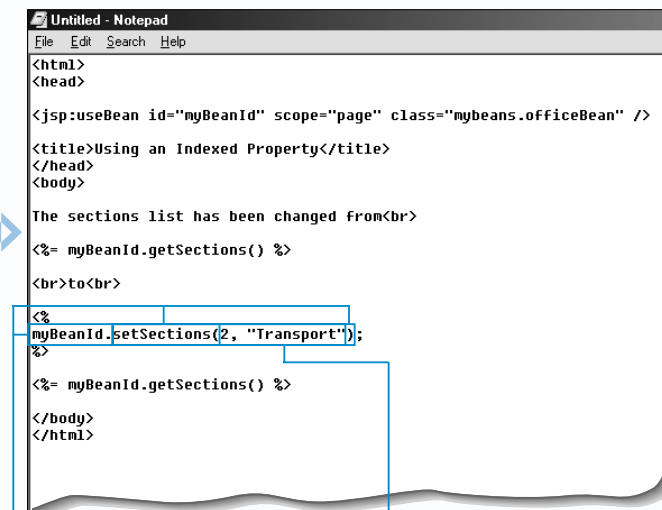 Untitled - Notepad
File Edit Search Help
<html>
<head>
<jsp:useBean id="myBeanId" scope="page" class="mybeans.officeBean" />
<title>Using an Indexed Property</title>
</head>
<body>
The sections list has been changed from<br>
<%= myBeanId.getSections() %>
<br>to<br>
<%
myBeanId.setSections(2, "Transport");
%>
<%= myBeanId.getSections() %>
</body>
</html>